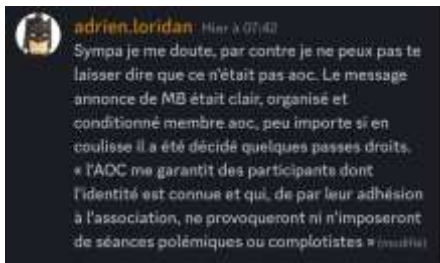 adrien.loridan Hier à 07:42
Sympa je me doute, par contre je ne peux pas te
laisser dire que ce n'était pas aoc. Le message
annonce de MB était clair, organisé et
conditionné membre aoc, peu importe si en
coulisse il a été décidé quelques passes droits.
« l'AOC me garantit des participants dont
l'identité est connue et qui, de par leur adhésion
à l'association, ne provoqueront ni n'imposeront
de séances polémiques ou complotistes » (modifié)